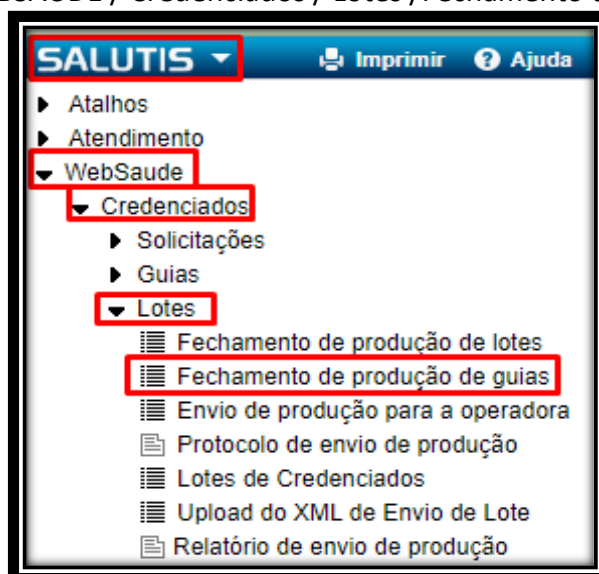 / Credenciados / Lotes /
SALUTIS Imprimir Ajuda
Atalhos
Atendimento
WebSaude
Credenciados
Solicitações
Guias
Lotes
Fechamento de produção de lotes
Fechamento de produção de guias
Envio de produção para a operadora
Protocolo de envio de produção
Lotes de Credenciados
Upload do XML de Envio de Lote
Relatório de envio de produção